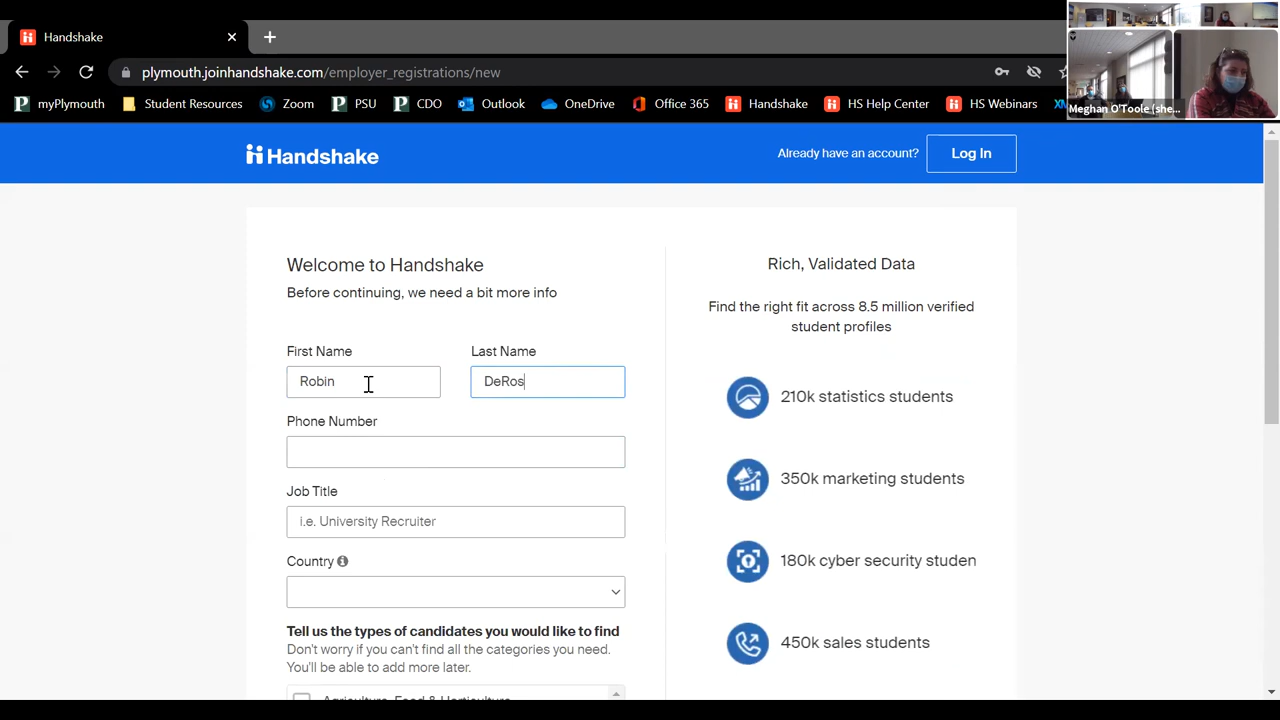 Handshake
plymouth.joinhandshake.com/employer_registrations/new
myPlymouth Student Resources Zoom PSU CDO Outlook OneDrive Office 365 Handshake HS Help Center HS Webinars
Meghan O'Toole (she...
Handshake
Already have an account? Log In
Welcome to Handshake
Before continuing, we need a bit more info
First Name Last Name
Robin DeRos
Phone Number
Job Title
i.e. University Recruiter
Country
Tell us the types of candidates you would like to find
Don't worry if you can't find all the categories you need.
You'll be able to add more later.
Agriculture, Food & Horticulture
Rich, Validated Data
Find the right fit across 8.5 million verified
student profiles
210k statistics students
350k marketing students
180k cyber security studen
450k sales students